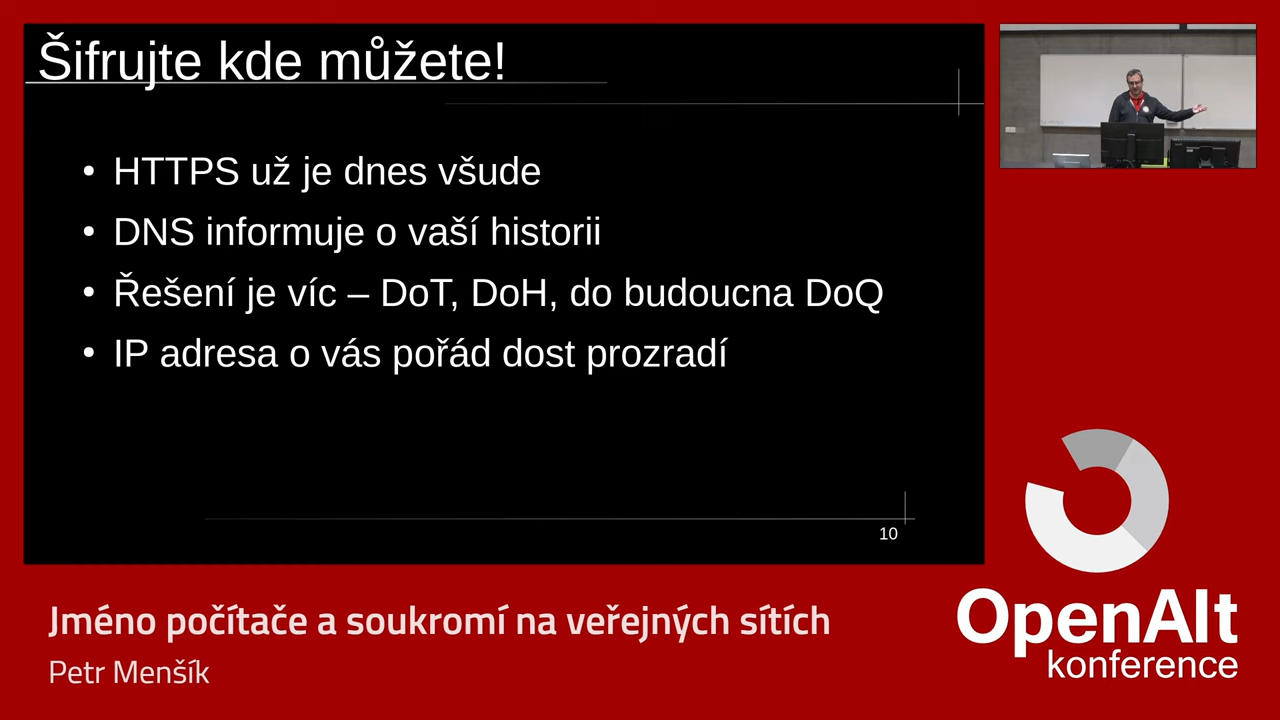 Šifrujte kde můžete!
• HTTPS už je dnes všude
• DNS informuje o vaší historii
• Řešení je víc – DoT, DoH, do budoucna DoQ
• IP adresa o vás pořád dost prozradí
10
Jméno počítače a soukromí na veřejných sítích
Petr Menšík
OpenAlt
konference